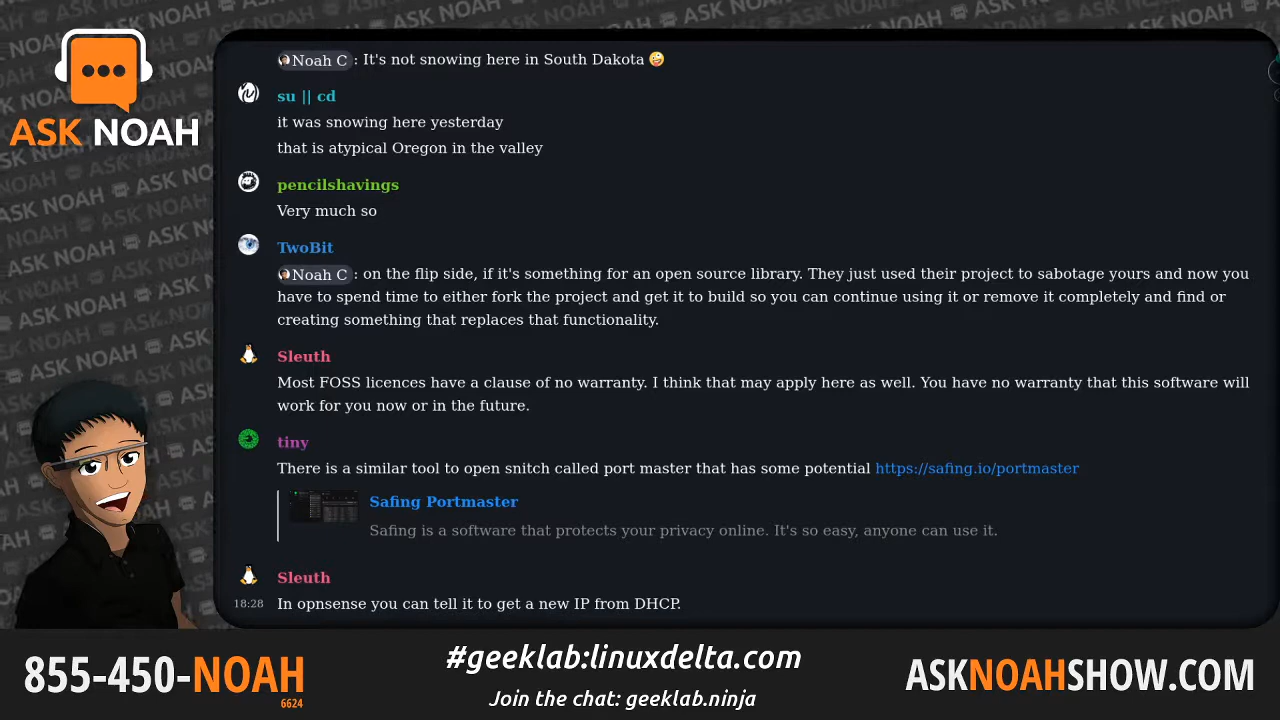 ASK NOAH
Noah C : It's not snowing here in South Dakota 🤪
su || cd
it was snowing here yesterday
that is atypical Oregon in the valley
pencilshavings
Very much so
TwoBit
Noah C : on the flip side, if it's something for an open source library. They just used their project to sabotage yours and now you
have to spend time to either fork the project and get it to build so you can continue using it or remove it completely and find or
creating something that replaces that functionality.
Sleuth
Most FOSS licences have a clause of no warranty. I think that may apply here as well. You have no warranty that this software will
work for you now or in the future.
tiny
There is a similar tool to open snitch called port master that has some potential https://safing.io/portmaster
Safing Portmaster
Safing is a software that protects your privacy online. It's so easy, anyone can use it.
Sleuth
18:28 In opnsense you can tell it to get a new IP from DHCP.
855-450-NOAH
6624
#geeklab:linuxdelta.com
Join the chat: geeklab.ninja
ASKNOAHSHOW.COM